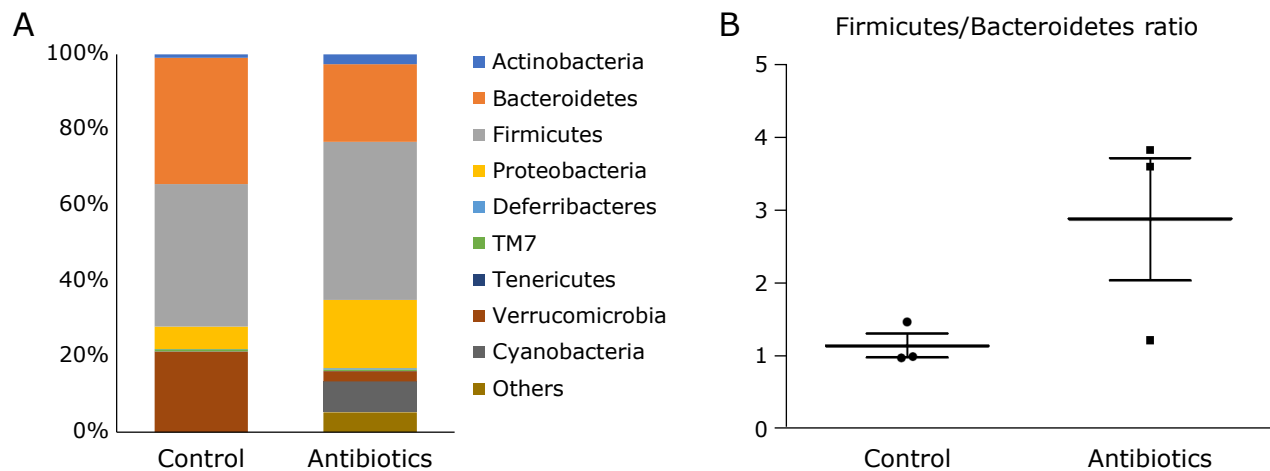 A
100%
80%
60%
40%
20%
0%
Control
Antibiotics
Actinobacteria
Bacteroidetes
Firmicutes
Proteobacteria
Deferribacteres
TM7
Tenericutes
Verrucomicrobia
Cyanobacteria
Others
B
Firmicutes/Bacteroidetes ratio
5
4
3
2
1
0
Control
Antibiotics